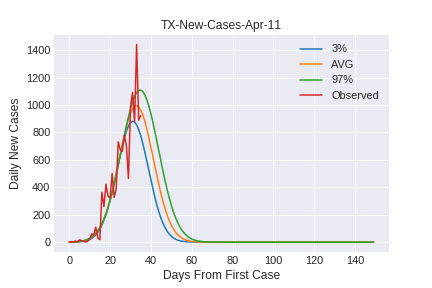 TX-New-Cases-Apr-11
3%
AVG
97%
Observed
Daily New Cases
1400
1200
1000
800
600
400
200
0
0 20 40 60 80 100 120 140
Days From First Case